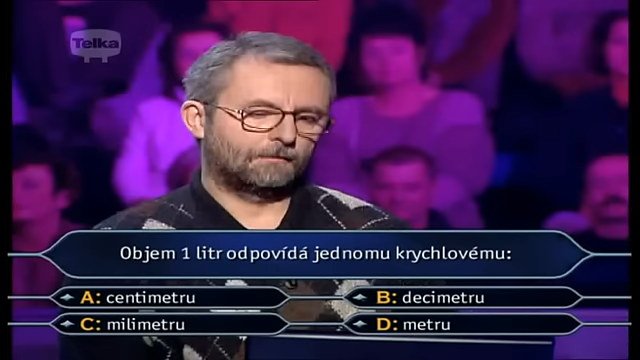 Telka
Objem 1 litr odpovídá jednomu krychlovému:
A: centimetru
B: decimetru
C: milimetru
D: metru